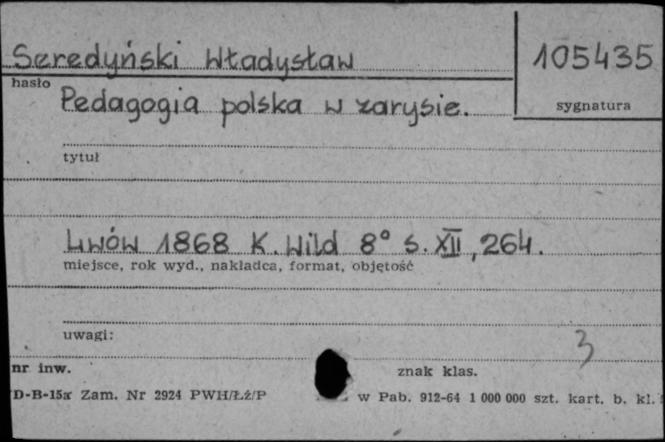 Seredyński Władysław
105435
hasło
sygnatura
Pedagogia polska w zarysie.
tytuł
Lwów 1868 K. Wild 8° s. XII, 264.
miejsce, rok wyd., nakładca, format, objętość
uwagi:
3
nr inw.
znak klas.
D-B-15a Zam. Nr 2924 PWH/Łź/P
w Pab. 912-64 1 000 000 szt. kart. b. kl.